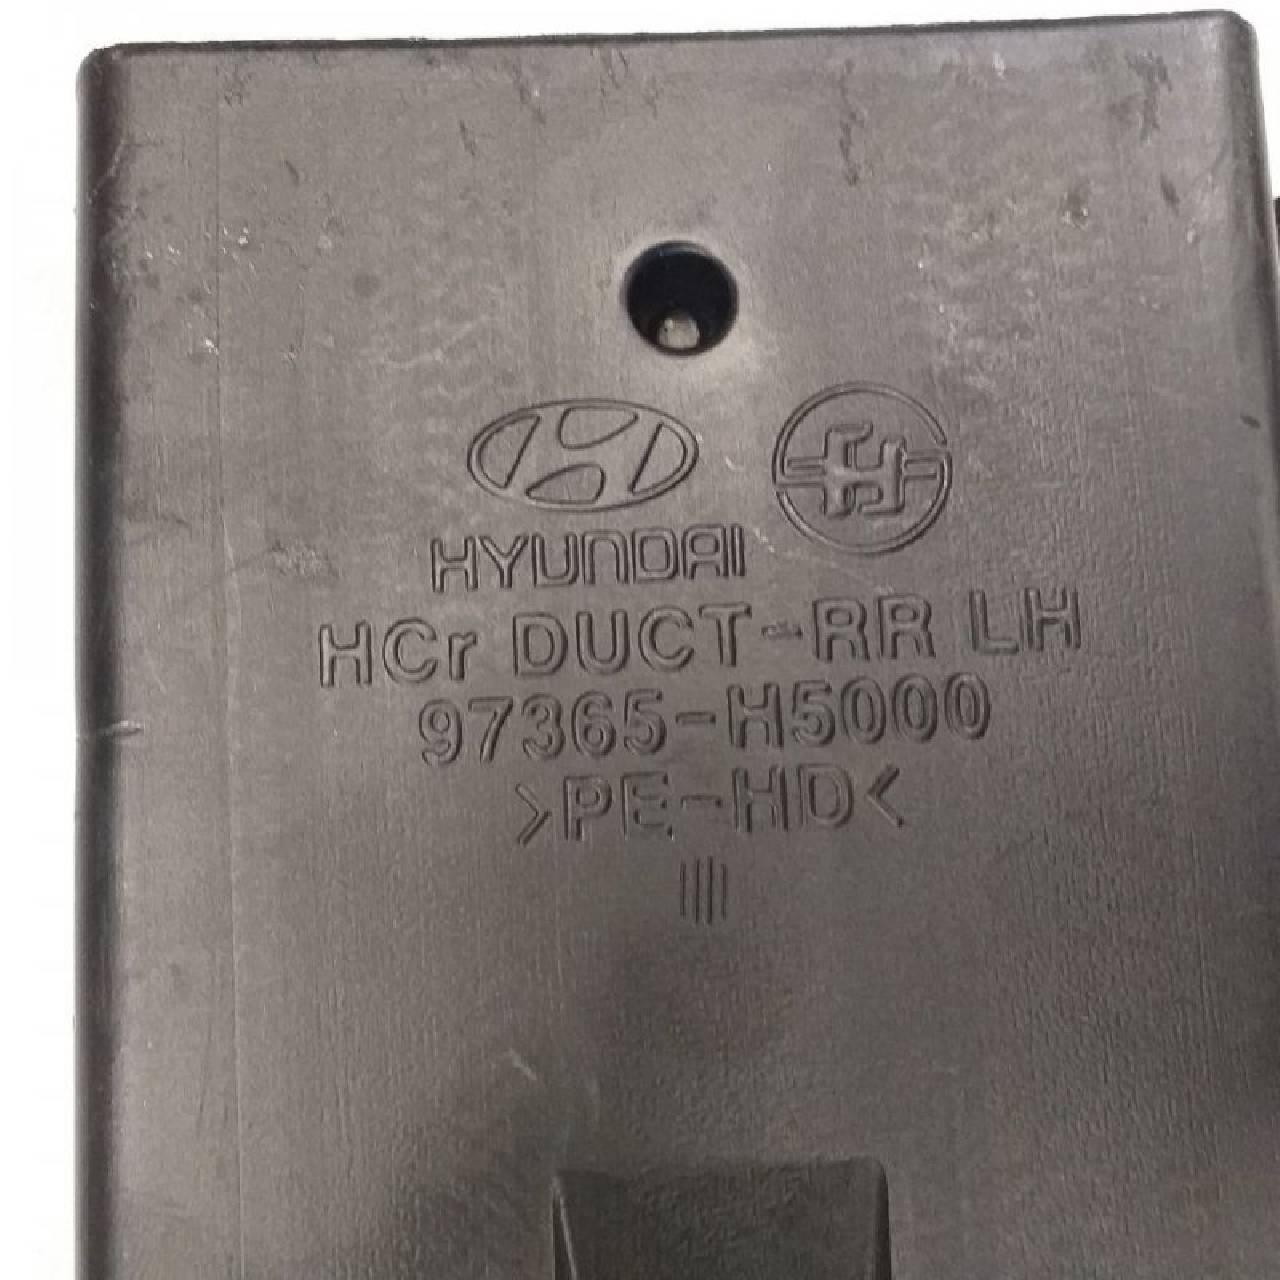 HYUNDAI
HCr DUCT-RR LH
97365-H5000
>PE-HD<